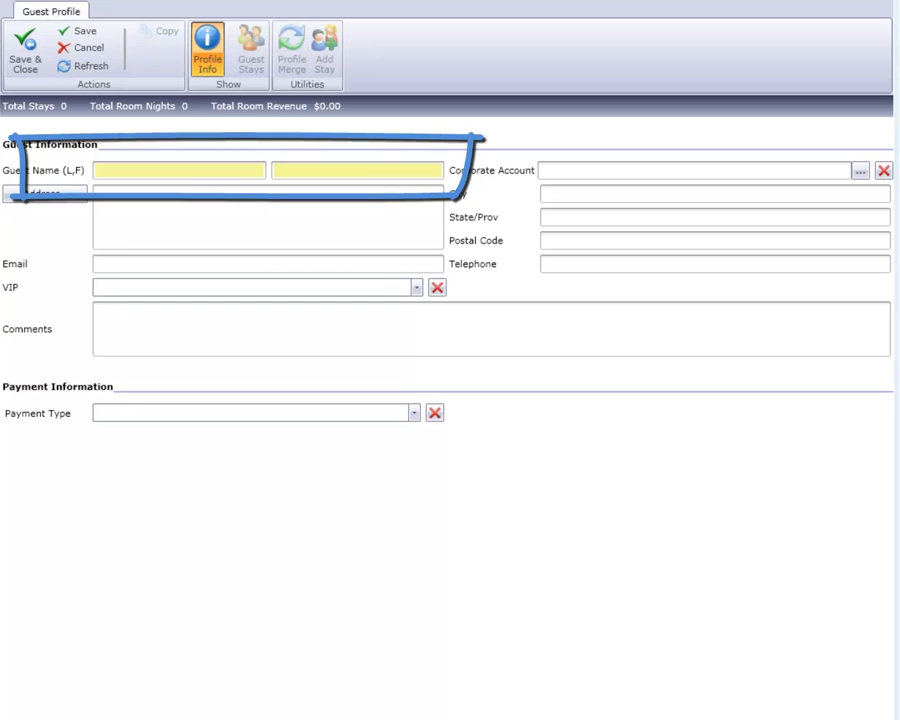 Guest Profile
Save & Close
Save
Cancel
Refresh
Copy
Actions
Profile Info
Guest Stays
Show
Profile Merge
Add Stay
Utilities
Total Stays 0 Total Room Nights 0 Total Room Revenue $0.00
Guest Information
Guest Name (L,F)
Corporate Account
...
State/Prov
Postal Code
Email
Telephone
VIP
Comments
Payment Information
Payment Type